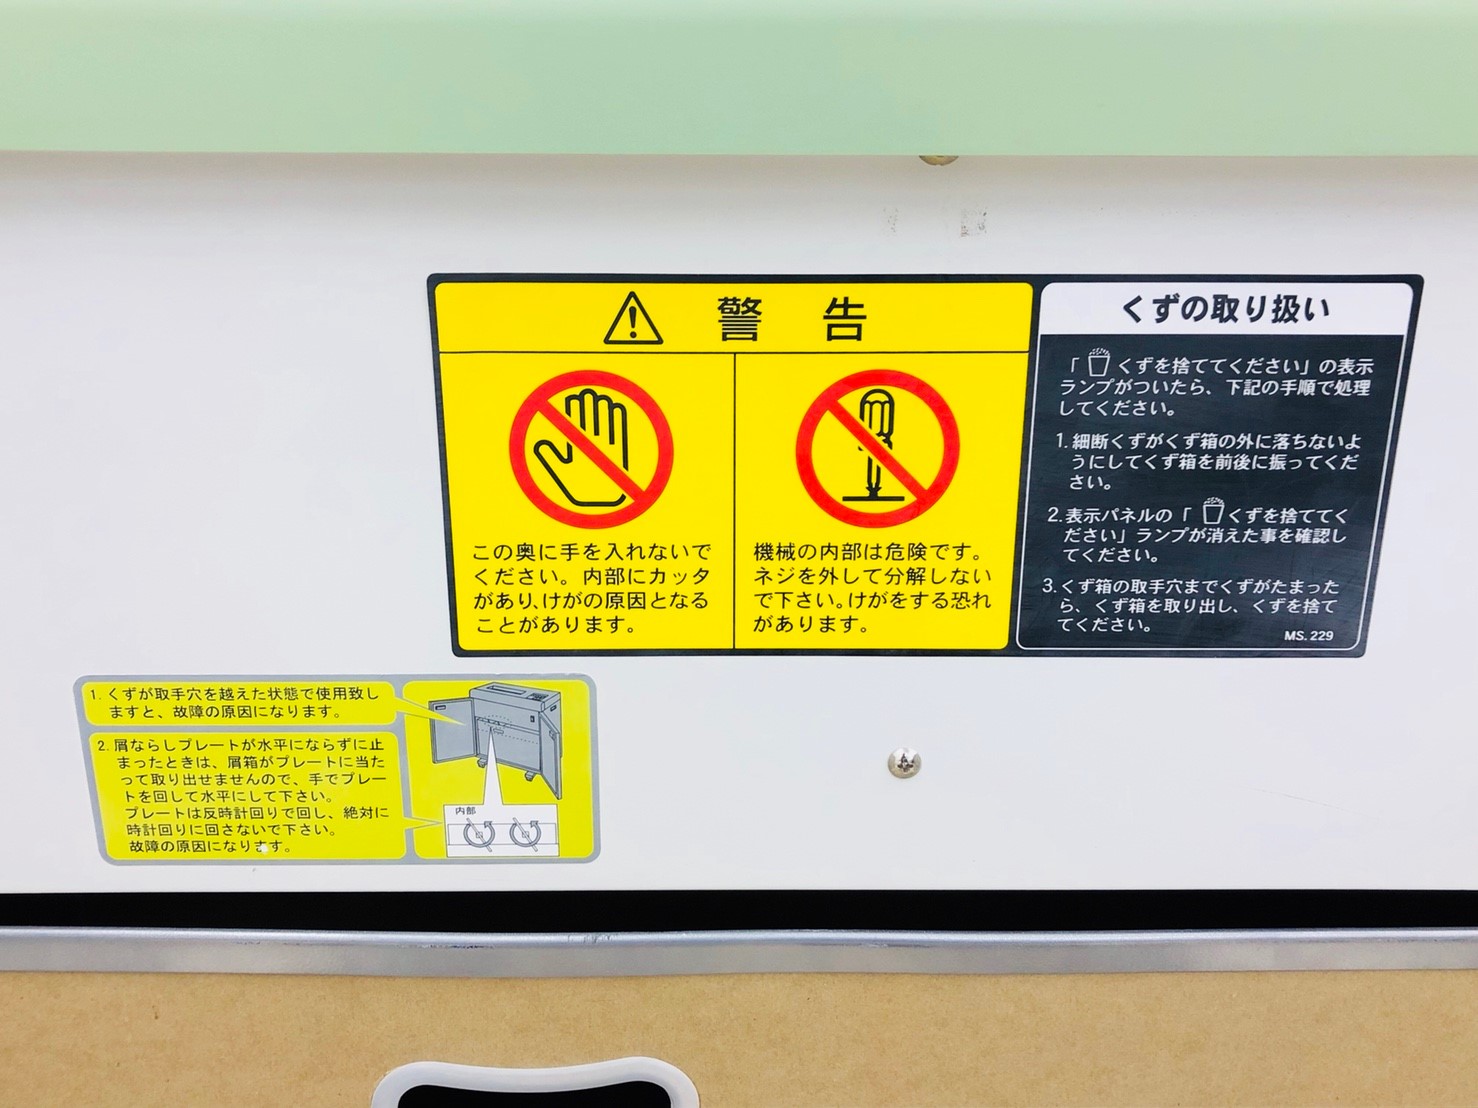 警告
この奥に手を入れないで
ください。内部にカッタ
があり、けがの原因となる
ことがあります。
機械の内部は危険です。
ネジを外して分解しない
で下さい。けがをする恐れ
があります。
くずの取り扱い
「くずを捨ててください」の表示
ランプがついたら、下記の手順で処理
してください。
1. 細断くずがくず箱の外に落ちないよ
うにしてくず箱を前後に振ってくだ
さい。
2. 表示パネルの「くずを捨ててく
ださい」ランプが消えた事を確認し
てください。
3. くず箱の取手穴までくずがたまった
ら、くず箱を取り出し、くずを捨て
てください。
MS. 229
1. くずが取手穴を越えた状態で使用致し
ますと、故障の原因になります。
2. 屑ならしプレートが水平にならずに止
まったときは、屑箱がプレートに当た
って取り出せませんので、手でプレー
トを回して水平にして下さい。
プレートは反時計回りで回し、絶対に
時計回りに回さないで下さい。
故障の原因になります。
内部